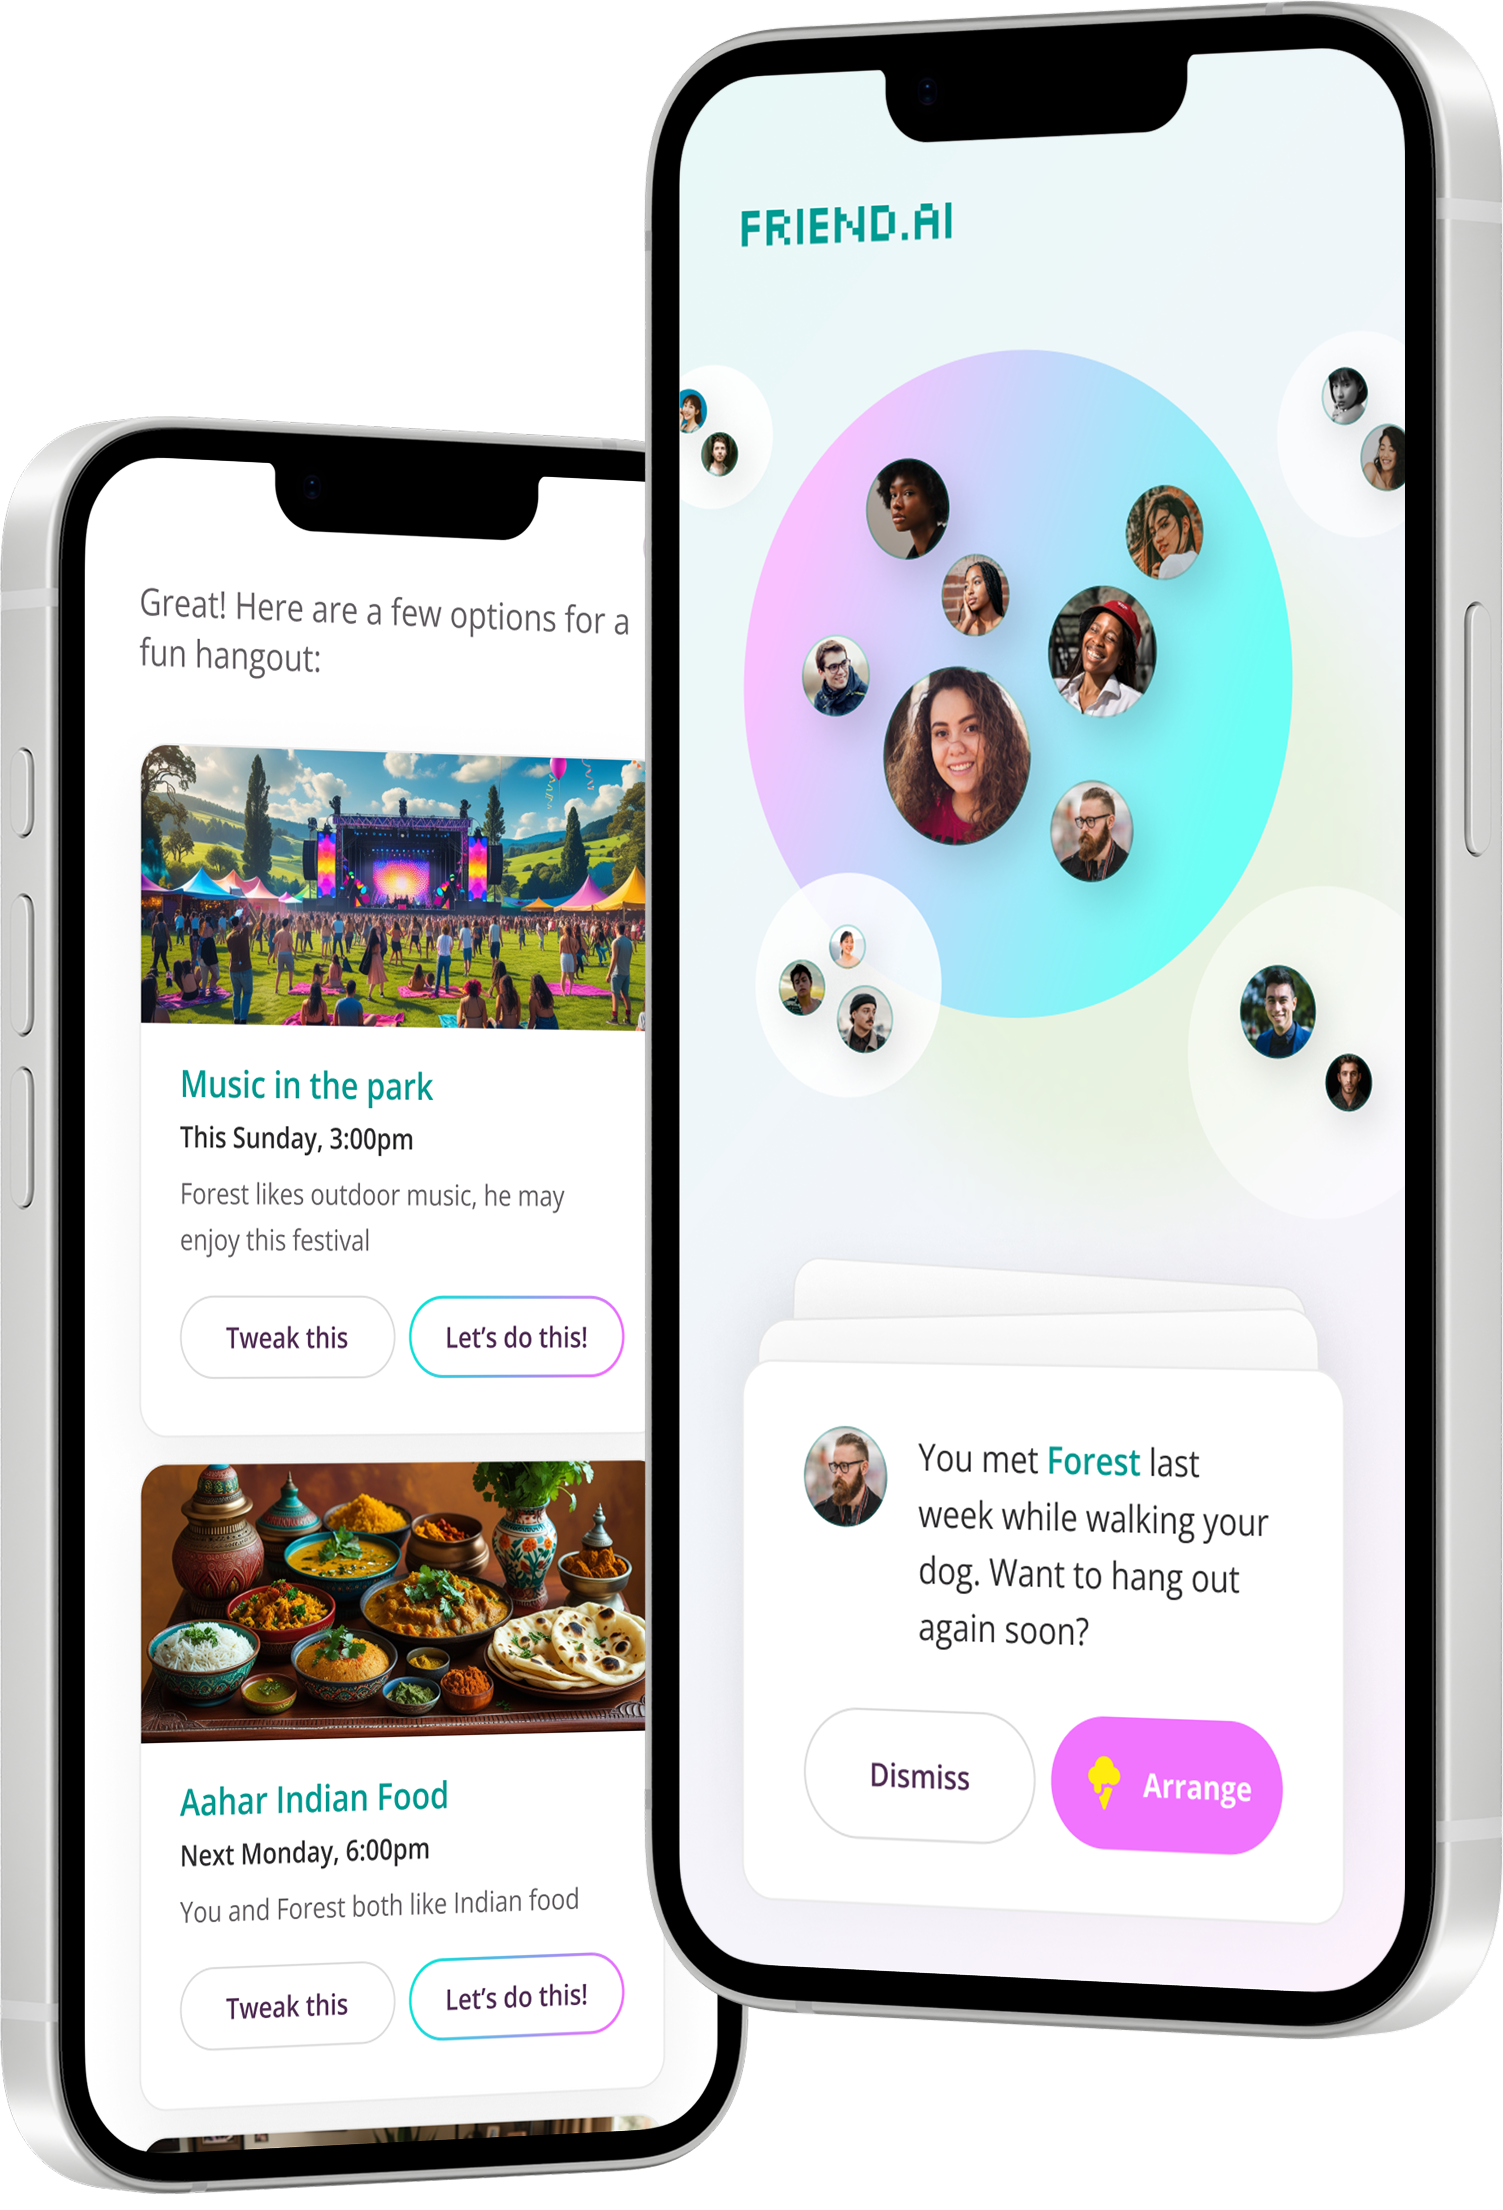 Great! Here are a few options for a
fun hangout:
Music in the park
This Sunday, 3:00pm
Forest likes outdoor music, he may
enjoy this festival
Tweak this
Let's do this!
Aahar Indian Food
Next Monday, 6:00pm
You and Forest both like Indian food
Tweak this
Let's do this!
FRIEND.AI
You met Forest last
week while walking your
dog. Want to hang out
again soon?
Dismiss
Arrange